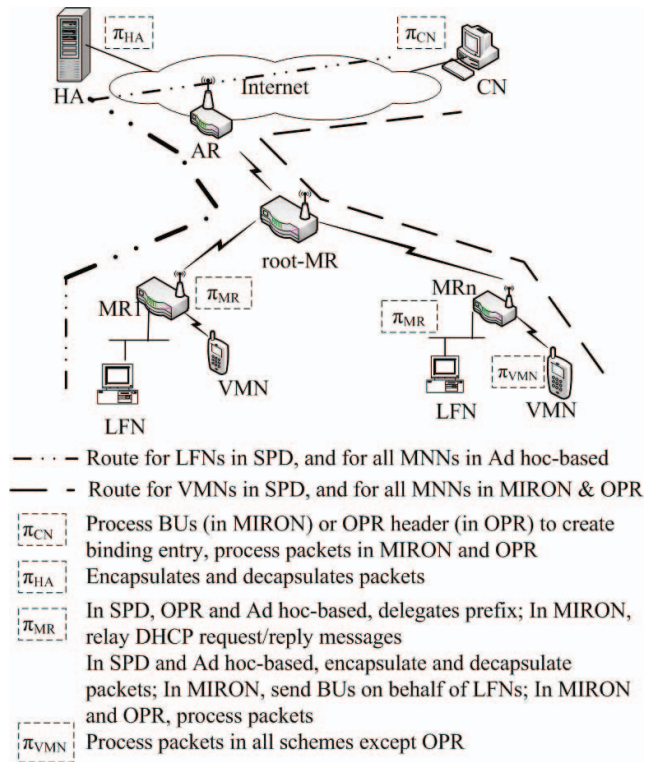 π_HA
π_CN
Internet
HA
CN
AR
root-MR
MR1
π_MR
MRn
π_MR
π_VMN
VMN
LFN
LFN
VMN
Route for LFNs in SPD, and for all MNNs in Ad hoc-based
Route for VMNs in SPD, and for all MNNs in MIRON & OPR
π_CN Process BUs (in MIRON) or OPR header (in OPR) to create
binding entry, process packets in MIRON and OPR
π_HA Encapsulates and decapsulates packets
π_MR In SPD, OPR and Ad hoc-based, delegates prefix; In MIRON,
relay DHCP request/reply messages
In SPD and Ad hoc-based, encapsulate and decapsulate
packets; In MIRON, send BUs on behalf of LFNs; In MIRON
and OPR, process packets
π_VMN Process packets in all schemes except OPR